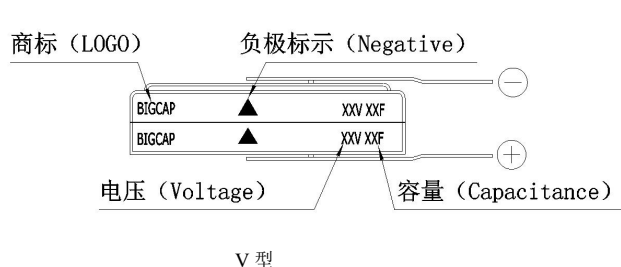 商标（LOGO） 负极标示（Negative）
−
BIGCAP ▲ XXV XXF
BIGCAP ▲ XXV XXF
+
电压（Voltage） 容量（Capacitance）
V 型